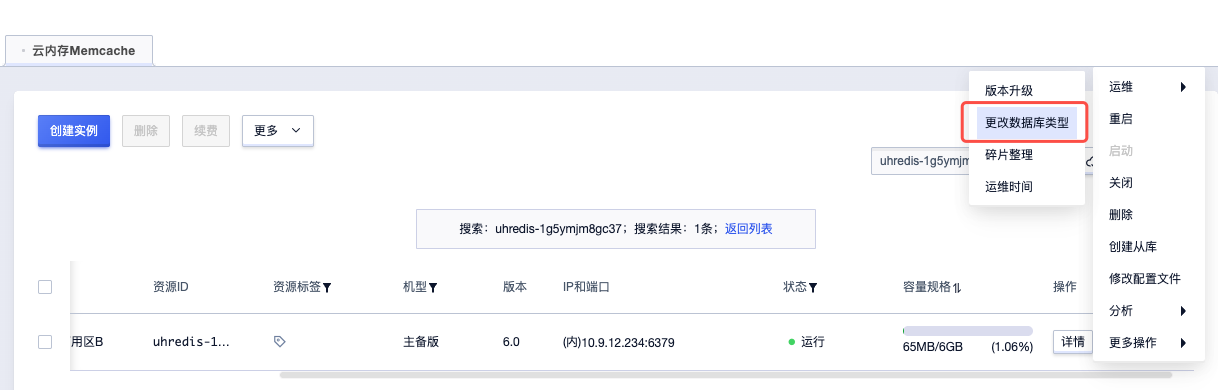 云内存Memcache
创建实例 删除 续费 更多
版本升级
更改数据库类型
碎片整理
运维时间
运维
重启
启动
关闭
删除
创建从库
修改配置文件
分析
更多操作
uhredis-1g5ymjm
搜索：uhredis-1g5ymjm8gc37；搜索结果：1条；返回列表
资源ID 资源标签 机型 版本 IP和端口 状态 容量规格 操作
用区B uhredis-1... 主备版 6.0 (内)10.9.12.234:6379 运行 65MB/6GB (1.06%) 详情